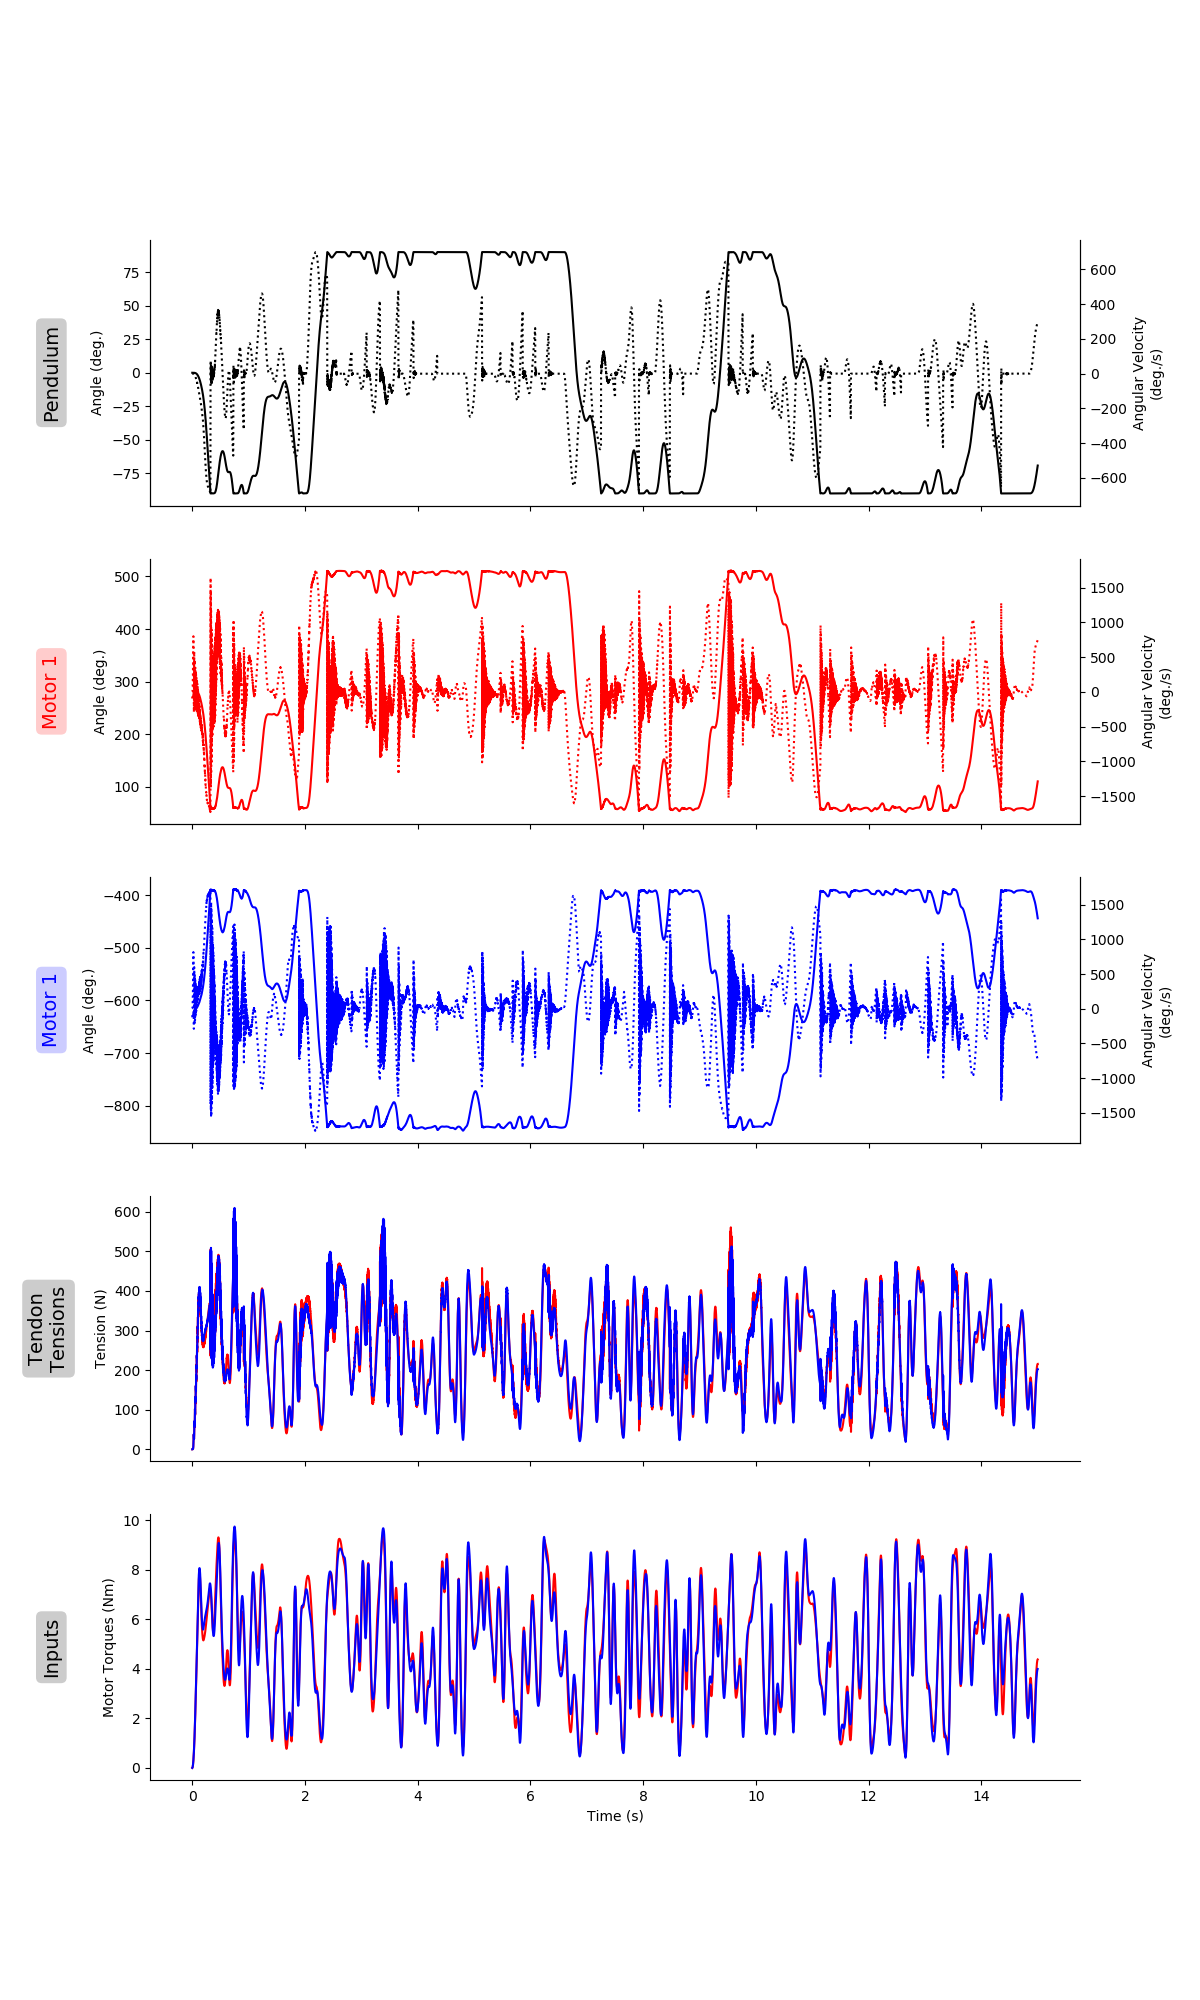 Pendulum
Angle (deg.)
75
50
25
0
−25
−50
−75
600
400
200
0
−200
−400
−600
Angular Velocity
(deg./s)
Motor 1
Angle (deg.)
500
400
300
200
100
1500
1000
500
0
−500
−1000
−1500
Angular Velocity
(deg./s)
Motor 1
Angle (deg.)
−400
−500
−600
−700
−800
1500
1000
500
0
−500
−1000
−1500
Angular Velocity
(deg./s)
Tendon
Tensions
Tension (N)
600
500
400
300
200
100
0
Inputs
Motor Torques (Nm)
10
8
6
4
2
0
0 2 4 6 8 10 12 14
Time (s)